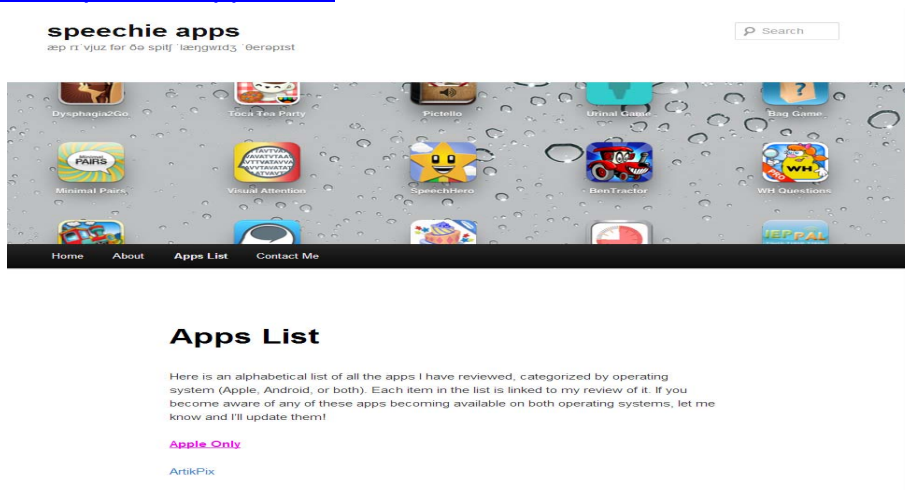 speechie apps
æp rɪˈvjuz fər ðə spitʃ ˈlæŋgwɪdʒ ˈθerəpɪst
Search
Dysphagia2Go
Toca Tea Party
Pictello
Urinal Game
Bag Game
?
PAIRS
WH
PRO
Minimal Pairs
Visual Attention
SpeechHero
BenTractor
WH Questions
IEP PAL
Home
About
Apps List
Contact Me
Apps List
Here is an alphabetical list of all the apps I have reviewed, categorized by operating
system (Apple, Android, or both). Each item in the list is linked to my review of it. If you
become aware of any of these apps becoming available on both operating systems, let me
know and I'll update them!
Apple Only
ArtikPix